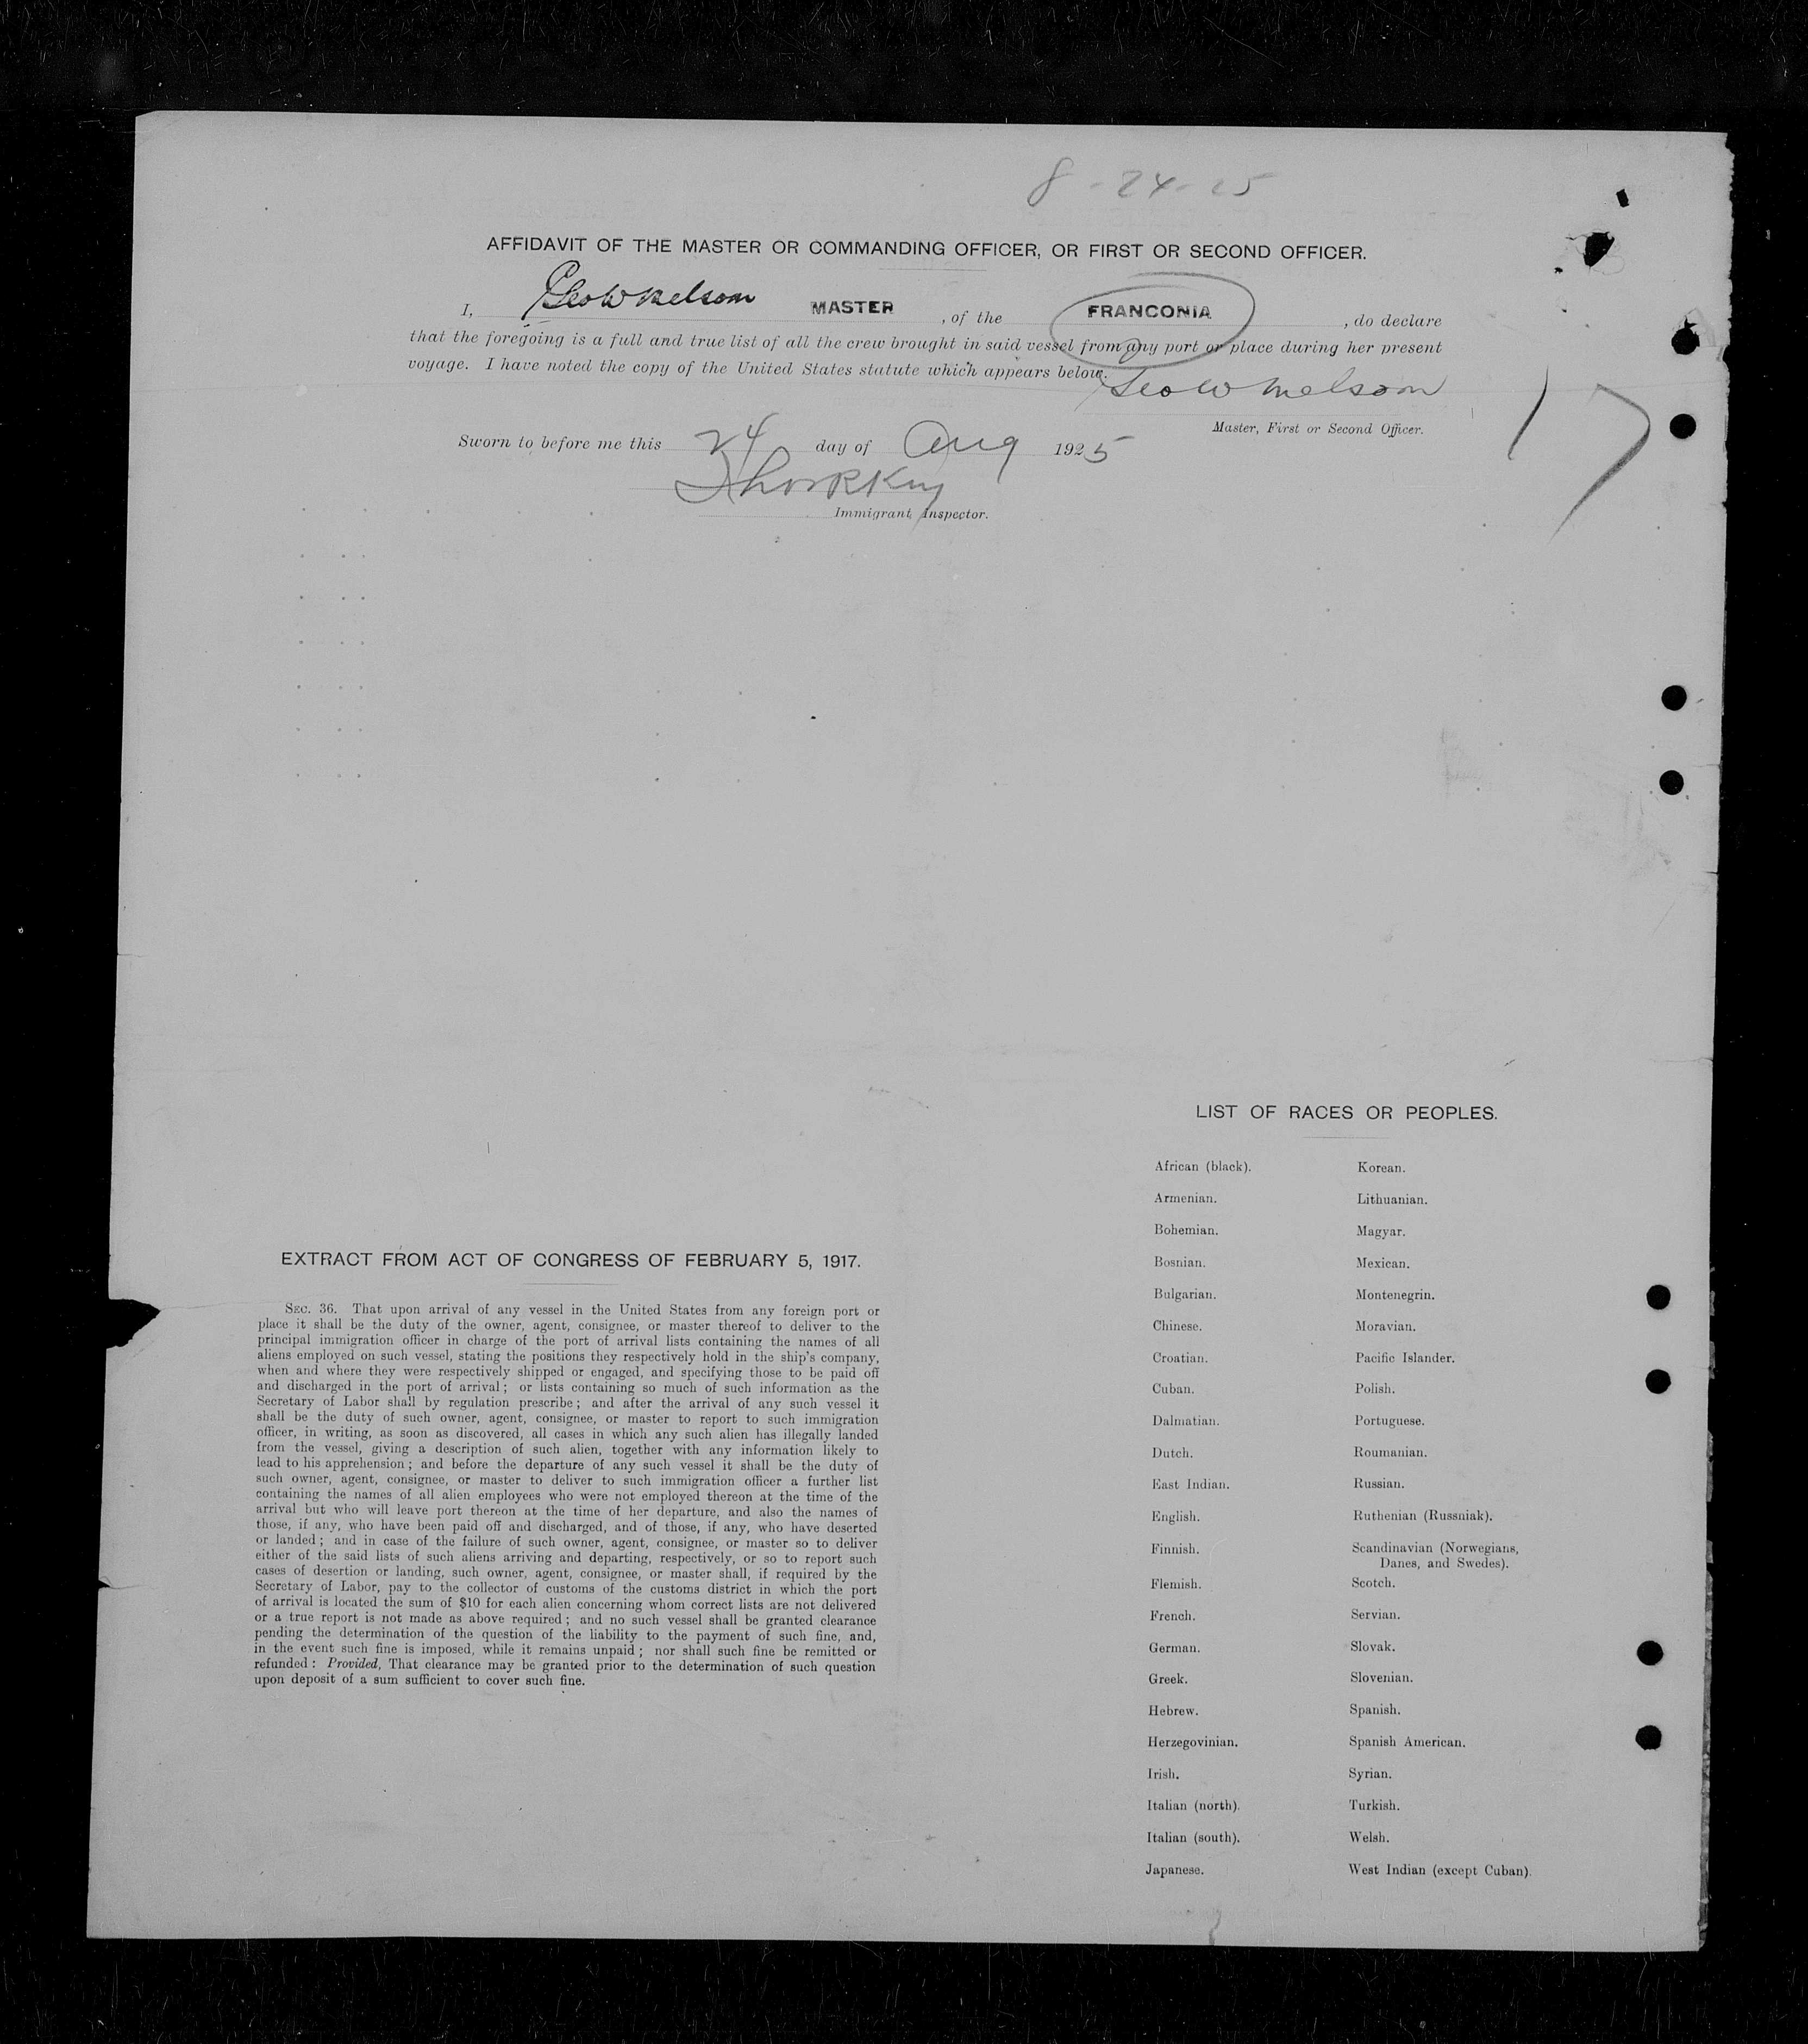 8-24-25
AFFIDAVIT OF THE MASTER OR COMMANDING OFFICER, OR FIRST OR SECOND OFFICER.
I, Geo W Melsom MASTER, of the FRANCONIA, do declare
that the foregoing is a full and true list of all the crew brought in said vessel from any port or place during her present
voyage. I have noted the copy of the United States statute which appears below.
Geo W Melsom
Master, First or Second Officer.
17
Sworn to before me this 24 day of Aug 1925
Immigrant Inspector.
EXTRACT FROM ACT OF CONGRESS OF FEBRUARY 5, 1917.
SEC. 36. That upon arrival of any vessel in the United States from any foreign port or
place it shall be the duty of the owner, agent, consignee, or master thereof to deliver to the
principal immigration officer in charge of the port of arrival lists containing the names of all
aliens employed on such vessel, stating the positions they respectively hold in the ship's company,
when and where they were respectively shipped or engaged, and specifying those to be paid off
and discharged in the port of arrival; or lists containing so much of such information as the
Secretary of Labor shall by regulation prescribe; and after the arrival of any such vessel it
shall be the duty of such owner, agent, consignee, or master to report to such immigration
officer, in writing, as soon as discovered, all cases in which any such alien has illegally landed
from the vessel, giving a description of such alien, together with any information likely to
lead to his apprehension; and before the departure of any such vessel it shall be the duty of
such owner, agent, consignee, or master to deliver to such immigration officer a further list
containing the names of all alien employees who were not employed thereon at the time of the
arrival but who will leave port thereon at the time of her departure, and also the names of
those, if any, who have been paid off and discharged, and of those, if any, who have deserted
or landed; and in case of the failure of such owner, agent, consignee, or master so to deliver
either of the said lists of such aliens arriving and departing, respectively, or so to report such
cases of desertion or landing, such owner, agent, consignee, or master shall, if required by the
Secretary of Labor, pay to the collector of customs of the customs district in which the port
of arrival is located the sum of $10 for each alien concerning whom correct lists are not delivered
or a true report is not made as above required; and no such vessel shall be granted clearance
pending the determination of the question of the liability to the payment of such fine, and,
in the event such fine is imposed, while it remains unpaid; nor shall such fine be remitted or
refunded: Provided, That clearance may be granted prior to the determination of such question
upon deposit of a sum sufficient to cover such fine.
LIST OF RACES OR PEOPLES.
African (black).
Armenian.
Bohemian.
Bosnian.
Bulgarian.
Chinese.
Croatian.
Cuban.
Dalmatian.
Dutch.
East Indian.
English.
Finnish.
Flemish.
French.
German.
Greek.
Hebrew.
Herzegovinian.
Irish.
Italian (north).
Italian (south).
Japanese.
Korean.
Lithuanian.
Magyar.
Mexican.
Montenegrin.
Moravian.
Pacific Islander.
Polish.
Portuguese.
Roumanian.
Russian.
Ruthenian (Russniak).
Scandinavian (Norwegians,
Danes, and Swedes).
Scotch.
Servian.
Slovak.
Slovenian.
Spanish.
Spanish American.
Syrian.
Turkish.
Welsh.
West Indian (except Cuban).